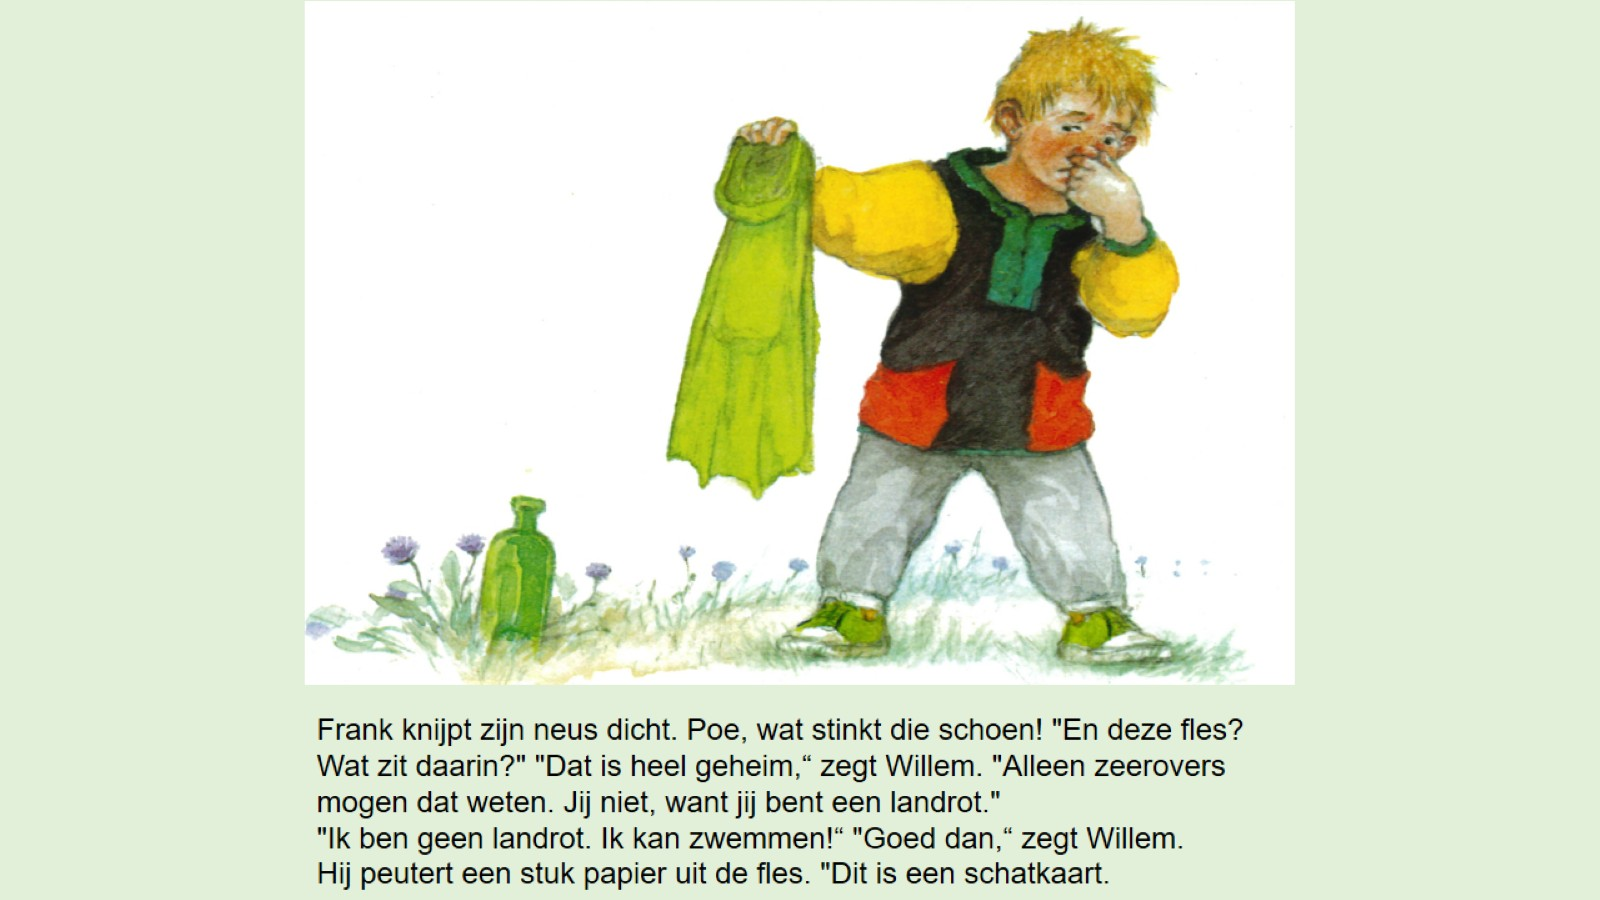 Frank knijpt zijn neus dicht. Poe, wat stinkt die schoen! "En deze fles?
Wat zit daarin?" "Dat is heel geheim,“ zegt Willem. "Alleen zeerovers
mogen dat weten. Jij niet, want jij bent een landrot."
"Ik ben geen landrot. Ik kan zwemmen!“ "Goed dan,“ zegt Willem.
Hij peutert een stuk papier uit de fles. "Dit is een schatkaart.